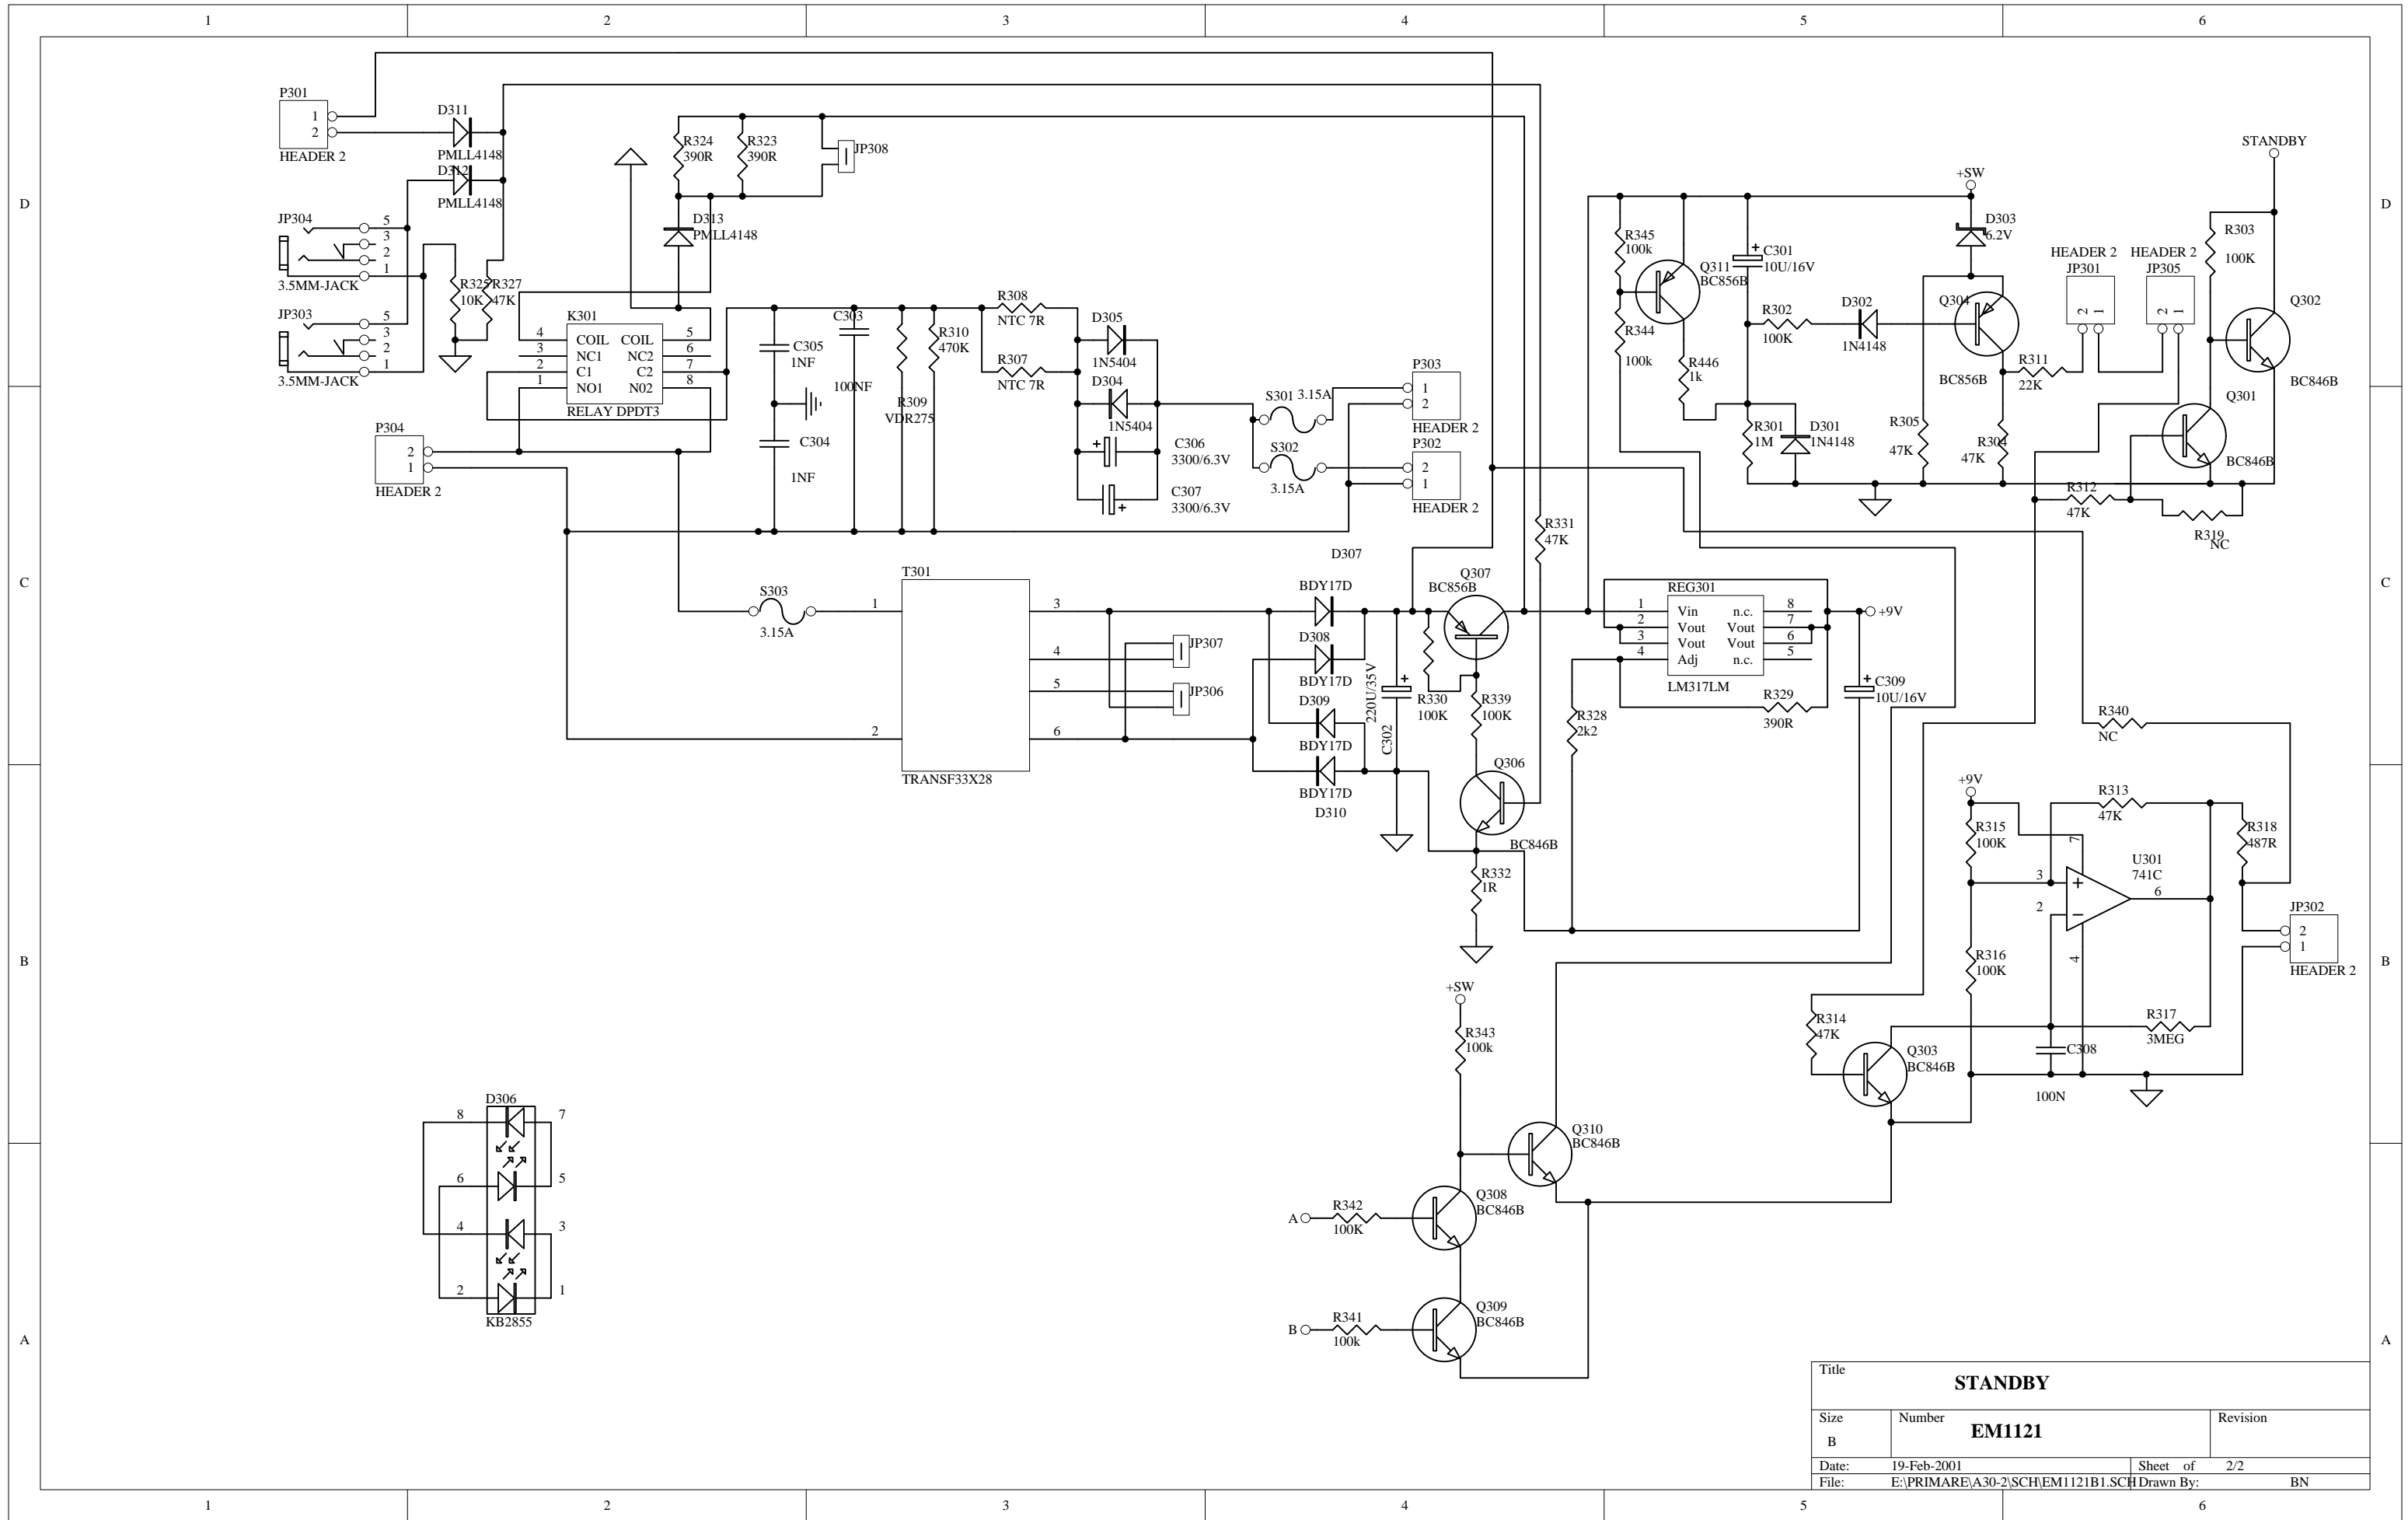 1 2 3 4 5 6
P301
1
2
HEADER 2
D311
PMLL4148
D312
PMLL4148
JP304
5
3
2
1
3.5MM-JACK
JP303
5
3
2
1
3.5MM-JACK
R325
10K
R327
47K
R324
390R
R323
390R
JP308
D313
PMLL4148
K301
4 COIL COIL 5
3 NC1 NC2 6
2 C1 C2 7
1 NO1 N02 8
RELAY DPDT3
P304
2
1
HEADER 2
C305
1NF
C304
1NF
C303
100NF
R309
VDR275
R310
470K
R308
NTC 7R
R307
NTC 7R
D305
1N5404
D304
1N5404
C306
3300/6.3V
C307
3300/6.3V
S301 3.15A
S302
3.15A
P303
1
2
HEADER 2
P302
2
1
HEADER 2
S303
3.15A
T301
1
2
3
4
5
6
TRANSF33X28
JP307
JP306
D307
BDY17D
D308
BDY17D
D309
BDY17D
BDY17D
D310
220U/35V
C302
R330
100K
Q307
BC856B
R339
100K
Q306
BC846B
R332
1R
R331
47K
R345
100k
R344
100k
Q311
BC856B
R446
1k
C301
10U/16V
R302
100K
D302
1N4148
R301
1M
D301
1N4148
+SW
D303
6.2V
Q304
BC856B
R305
47K
R304
47K
R311
22K
HEADER 2
JP301
2 1
HEADER 2
JP305
2 1
STANDBY
R303
100K
Q302
BC846B
Q301
BC846B
R312
47K
R319
NC
REG301
1 Vin n.c. 8
2 Vout Vout 7
3 Vout Vout 6
4 Adj n.c. 5
LM317LM
+9V
R329
390R
R328
2k2
C309
10U/16V
R340
NC
+9V
R315
100K
R316
100K
R313
47K
U301
741C
7
3
2
6
4
R318
487R
JP302
2
1
HEADER 2
R317
3MEG
C308
100N
R314
47K
Q303
BC846B
+SW
R343
100k
Q310
BC846B
A
R342
100K
Q308
BC846B
B
R341
100k
Q309
BC846B
D306
8 7
6 5
4 3
2 1
KB2855
D D
C C
B B
A A
Title
STANDBY
Size Number Revision
B EM1121
Date: 19-Feb-2001 Sheet of 2/2
File: E:\PRIMARE\A30-2\SCH\EM1121B1.SCH Drawn By: BN
1 2 3 4 5 6